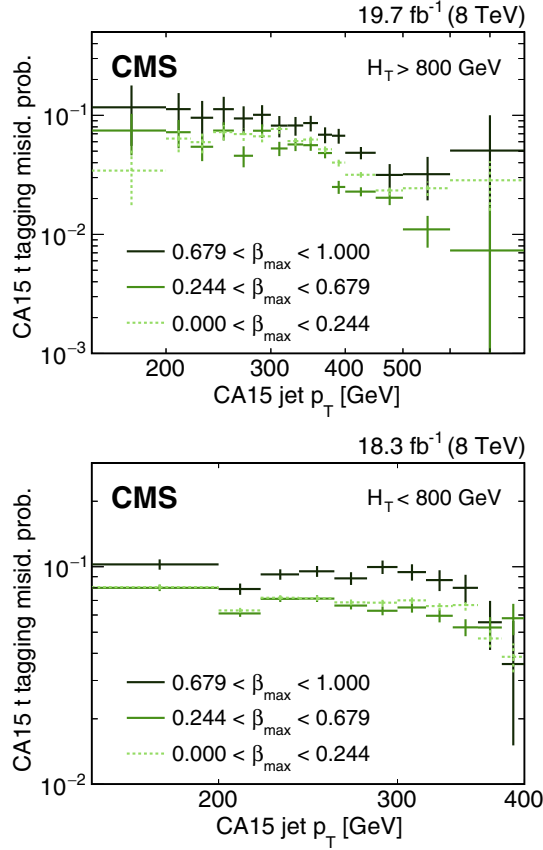 19.7 fb⁻¹ (8 TeV)
CMS
H_T > 800 GeV
CA15 t tagging misid. prob.
10⁻¹
10⁻²
10⁻³
0.679 < β_max < 1.000
0.244 < β_max < 0.679
0.000 < β_max < 0.244
200 300 400 500
CA15 jet p_T [GeV]
18.3 fb⁻¹ (8 TeV)
CMS
H_T < 800 GeV
CA15 t tagging misid. prob.
10⁻¹
10⁻²
0.679 < β_max < 1.000
0.244 < β_max < 0.679
0.000 < β_max < 0.244
200 300 400
CA15 jet p_T [GeV]